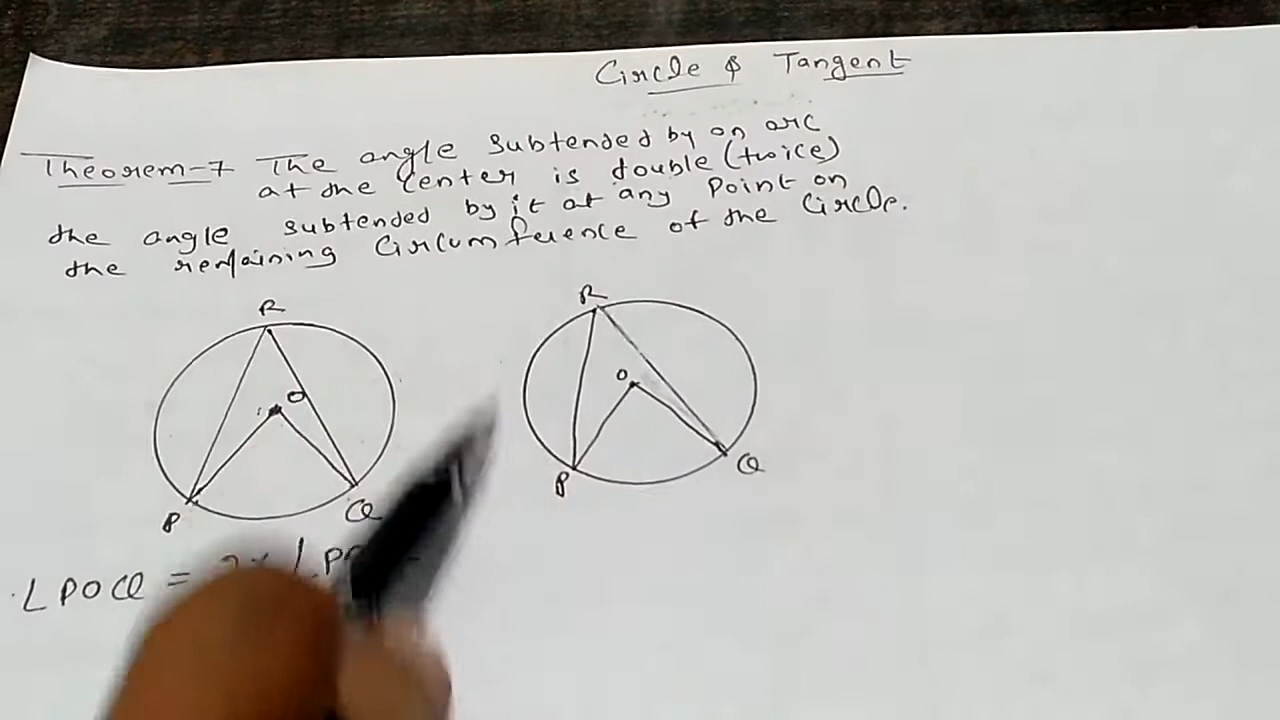 Circle & Tangent
Theorem-7 The angle subtended by an arc
at the center is double (twice)
the angle subtended by it at any point on
the remaining circumference of the circle.
R
R
O
O
P
Q
P
Q
∠POQ =